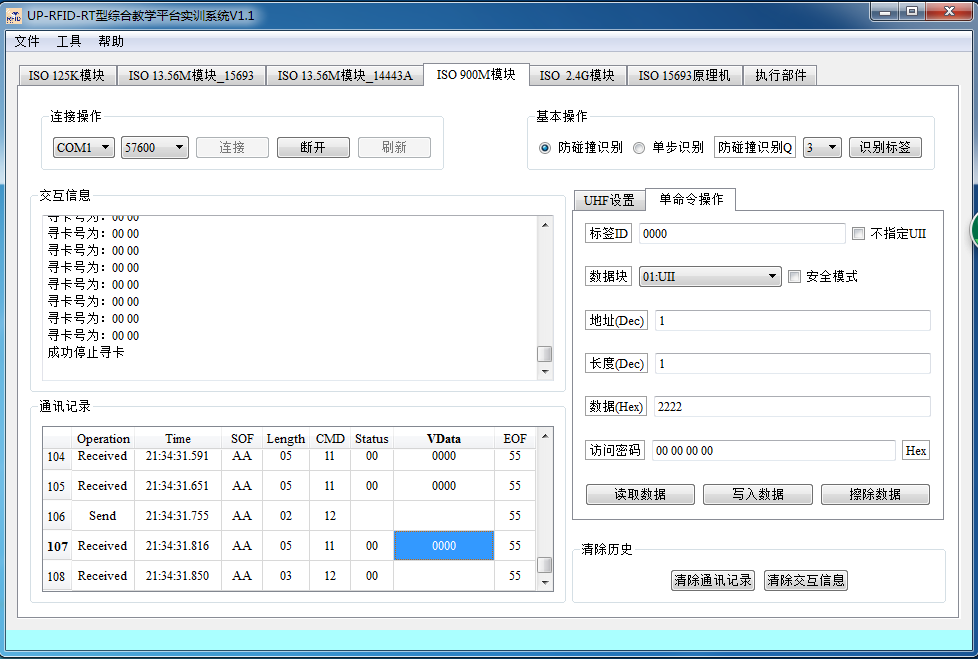 UP-RFID-RT型综合教学平台实训系统V1.1
文件 工具 帮助
ISO 125K模块 ISO 13.56M模块_15693 ISO 13.56M模块_14443A ISO 900M模块 ISO 2.4G模块 ISO 15693原理机 执行部件
连接操作
COM1 57600 连接 断开 刷新
基本操作
防碰撞识别 单步识别 防碰撞识别Q 3 识别标签
交互信息
寻卡号为：00 00
寻卡号为：00 00
寻卡号为：00 00
寻卡号为：00 00
寻卡号为：00 00
寻卡号为：00 00
寻卡号为：00 00
寻卡号为：00 00
成功停止寻卡
UHF设置 单命令操作
标签ID 0000 不指定UII
数据块 01:UII 安全模式
地址(Dec) 1
长度(Dec) 1
数据(Hex) 2222
访问密码 00 00 00 00 Hex
读取数据 写入数据 擦除数据
通讯记录
Operation Time SOF Length CMD Status VData EOF
104 Received 21:34:31.591 AA 05 11 00 0000 55
105 Received 21:34:31.651 AA 05 11 00 0000 55
106 Send 21:34:31.755 AA 02 12 55
107 Received 21:34:31.816 AA 05 11 00 0000 55
108 Received 21:34:31.850 AA 03 12 00 55
清除历史
清除通讯记录 清除交互信息